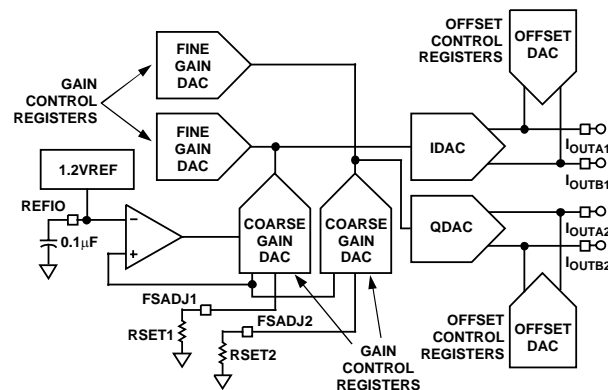 FINE
GAIN
DAC
GAIN
CONTROL
REGISTERS
FINE
GAIN
DAC
OFFSET
CONTROL
REGISTERS
OFFSET
DAC
IDAC
IOUTA1
IOUTB1
1.2VREF
REFIO
0.1µF
−
+
COARSE
GAIN
DAC
COARSE
GAIN
DAC
QDAC
IOUTA2
IOUTB2
FSADJ1
RSET1
FSADJ2
RSET2
GAIN
CONTROL
REGISTERS
OFFSET
CONTROL
REGISTERS
OFFSET
DAC